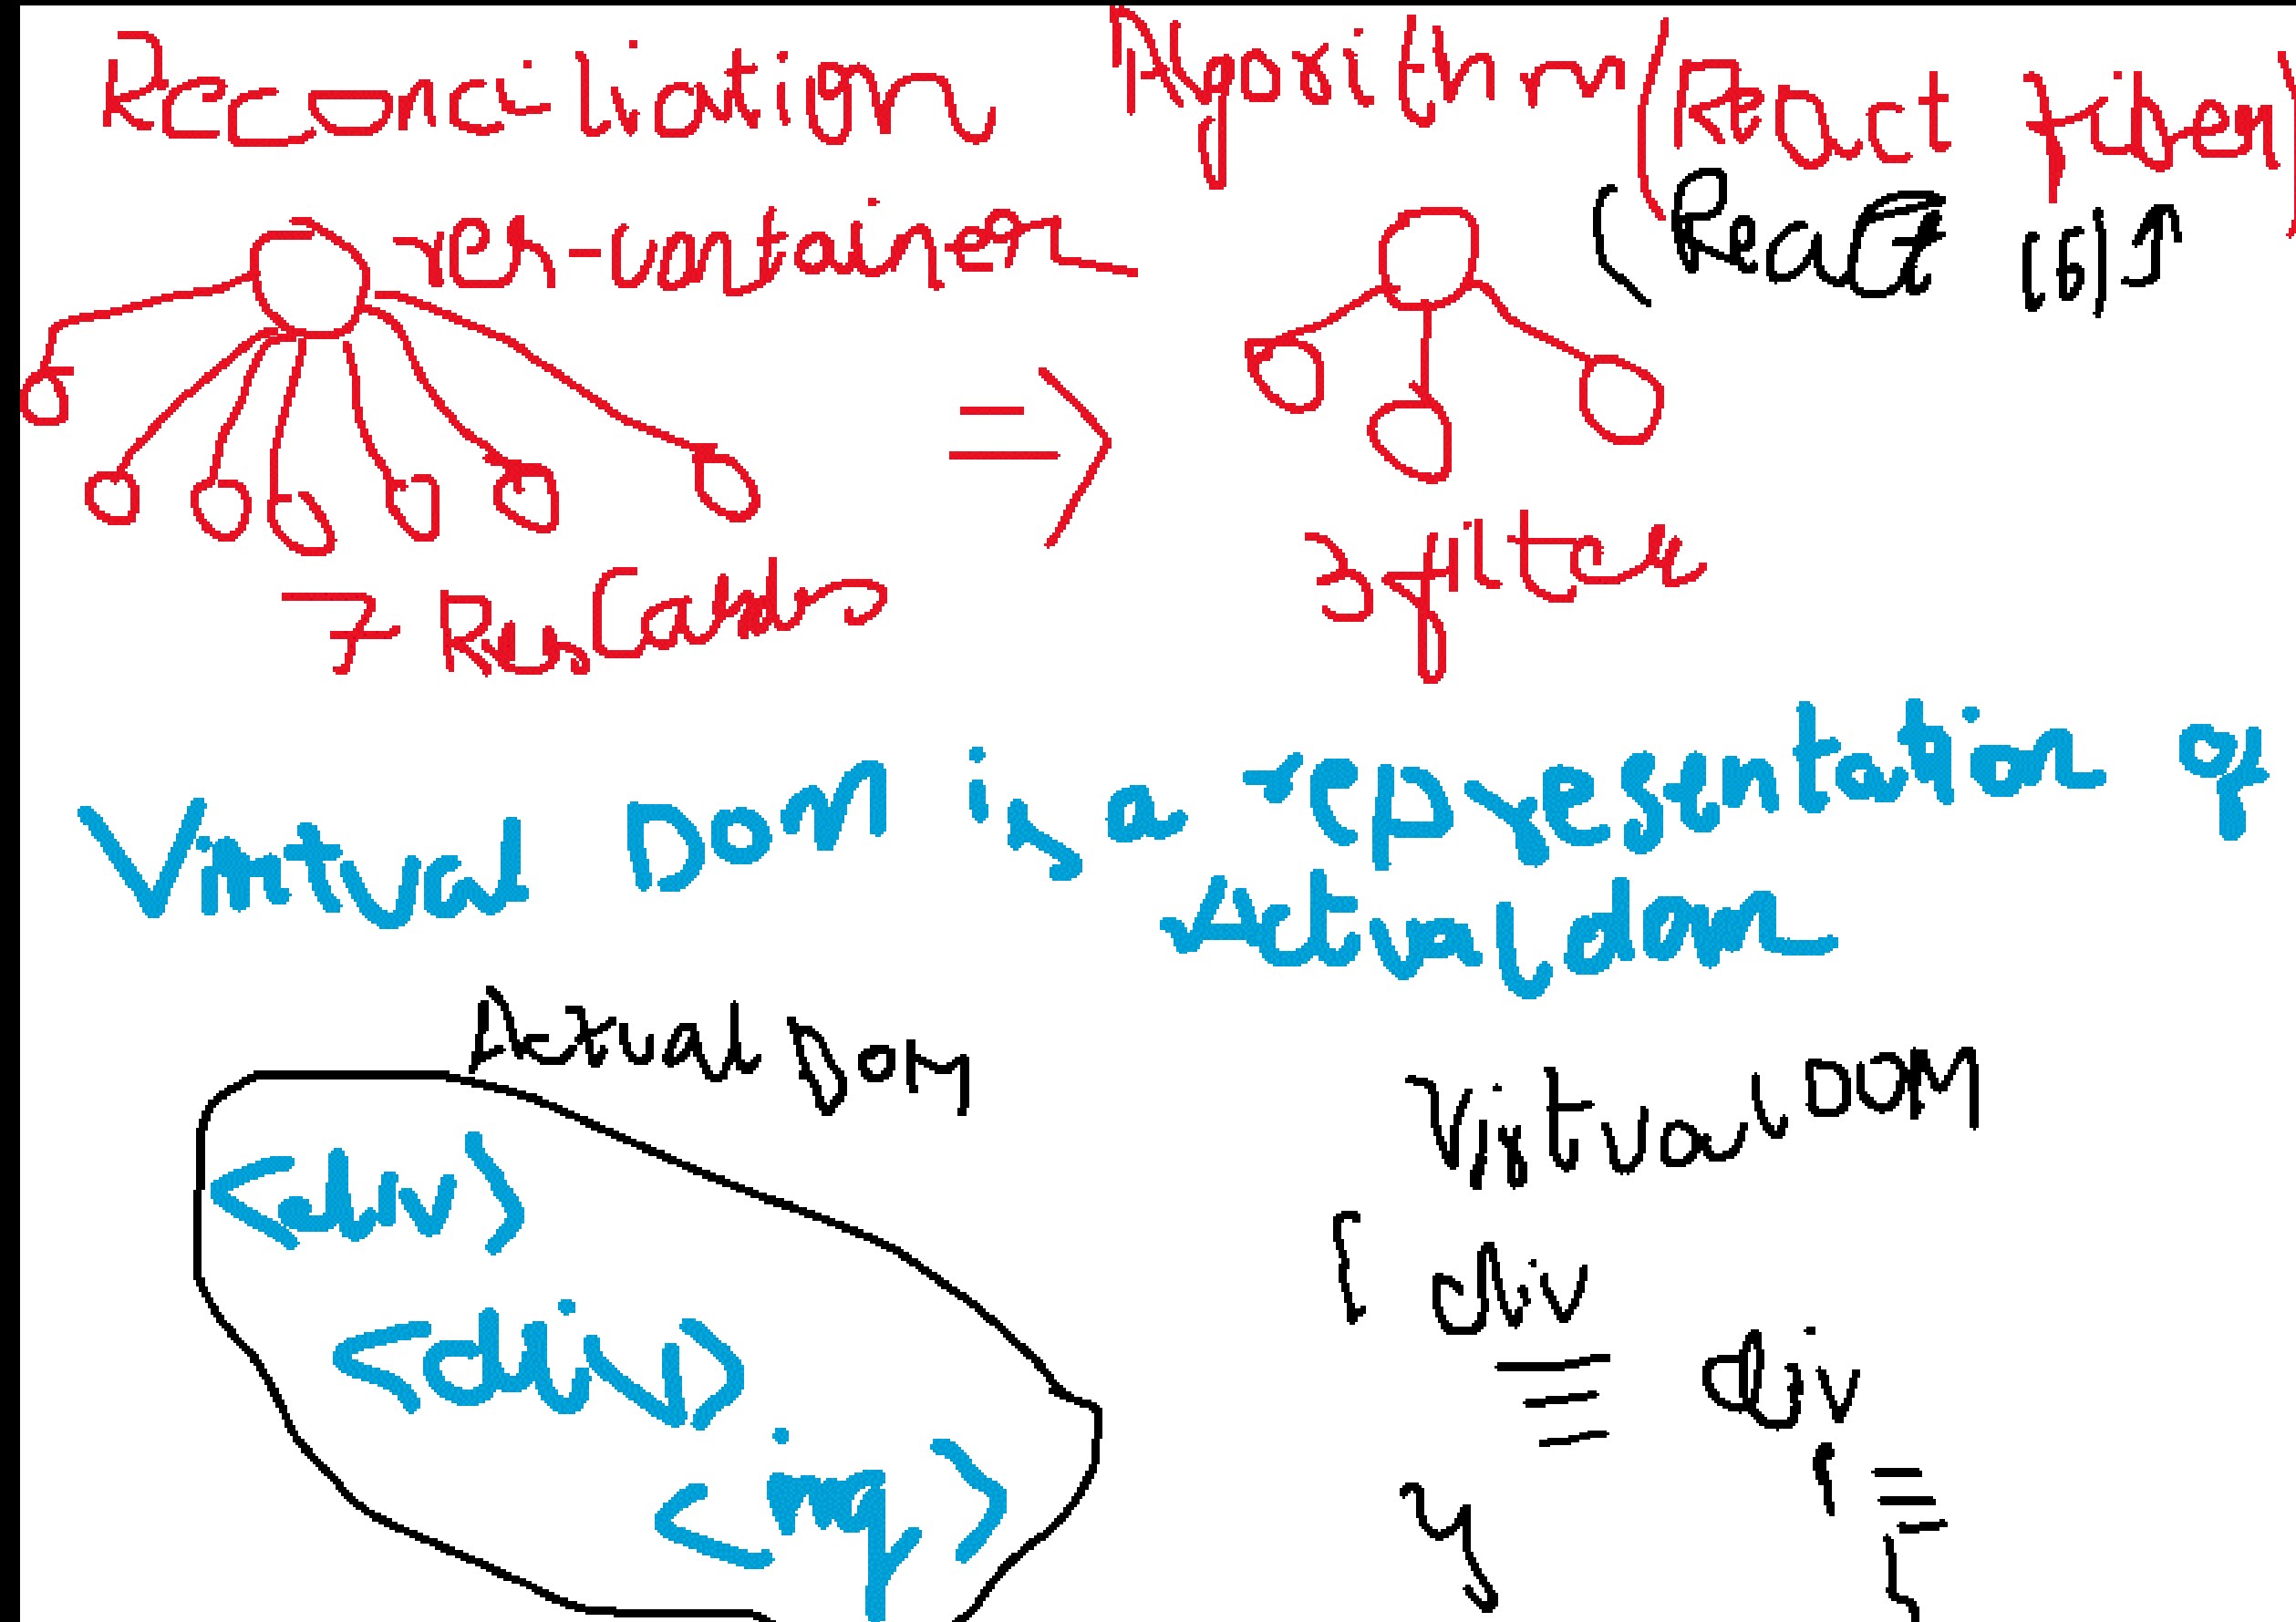 Reconciliation Algorithm (React Fiber)
(React 16)↑
res-container
7 ResCards
3 filter
Virtual DOM is a representation of
Actual dom
Actual DOM
Virtual DOM
<div>
<div>
<img>
{ div
div
{
}
}